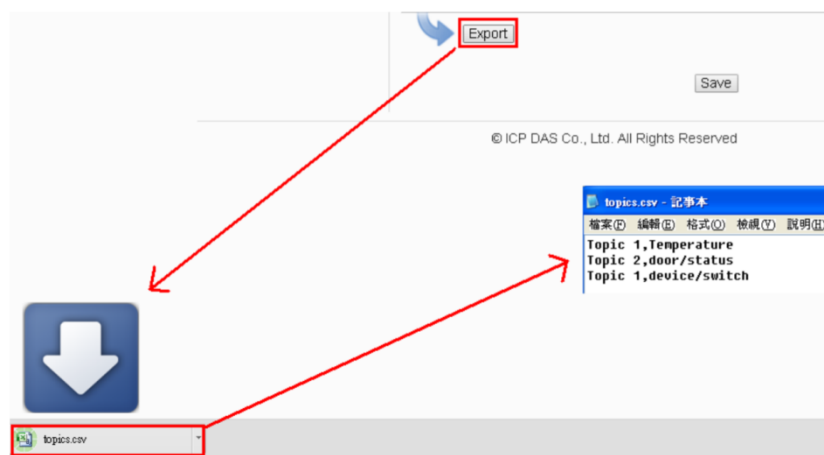 Export
Save
© ICP DAS Co., Ltd. All Rights Reserved
topics.csv - 記事本
檔案(F) 編輯(E) 格式(O) 檢視(V) 說明(H)
Topic 1,Temperature
Topic 2,door/status
Topic 1,device/switch
topics.csv